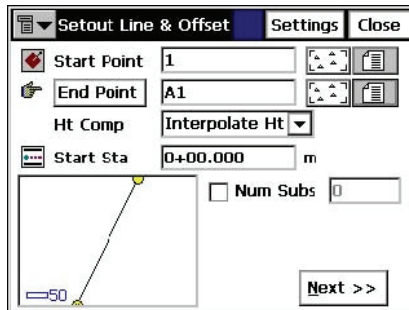 Setout Line & Offset Settings Close
Start Point 1
End Point A1
Ht Comp Interpolate Ht
Start Sta 0+00.000 m
Num Subs 0
50
Next >>